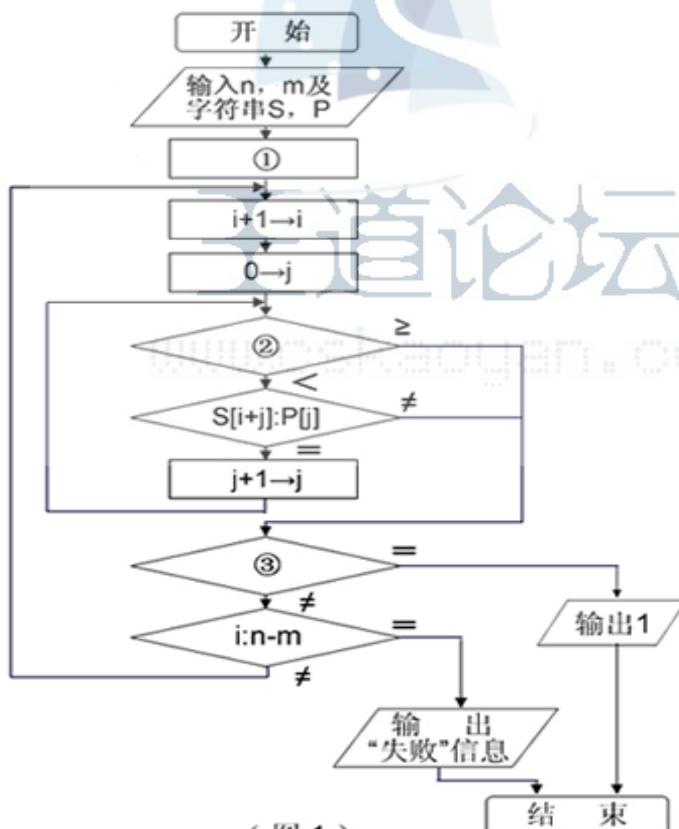 开 始
输入n，m及
字符串S，P
①
i+1→i
0→j
②
≥
<
S[i+j]:P[j]
≠
=
j+1→j
③
=
≠
输出1
i:n-m
=
≠
输 出
“失败”信息
结 束
（图1）
道论坛